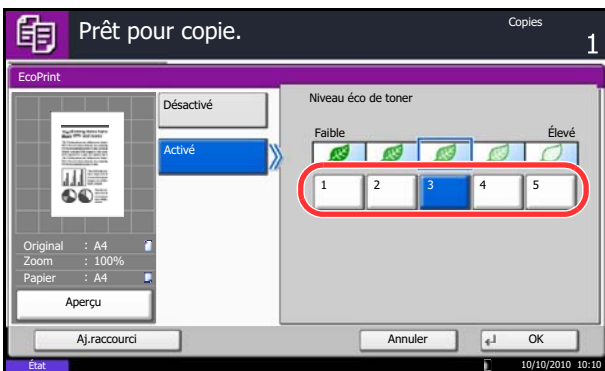 Prêt pour copie.
Copies
1
EcoPrint
Désactivé
Activé
Niveau éco de toner
Faible
Élevé
1 2 3 4 5
Original : A4
Zoom : 100%
Papier : A4
Aperçu
Aj.raccourci
Annuler
OK
État
10/10/2010 10:10